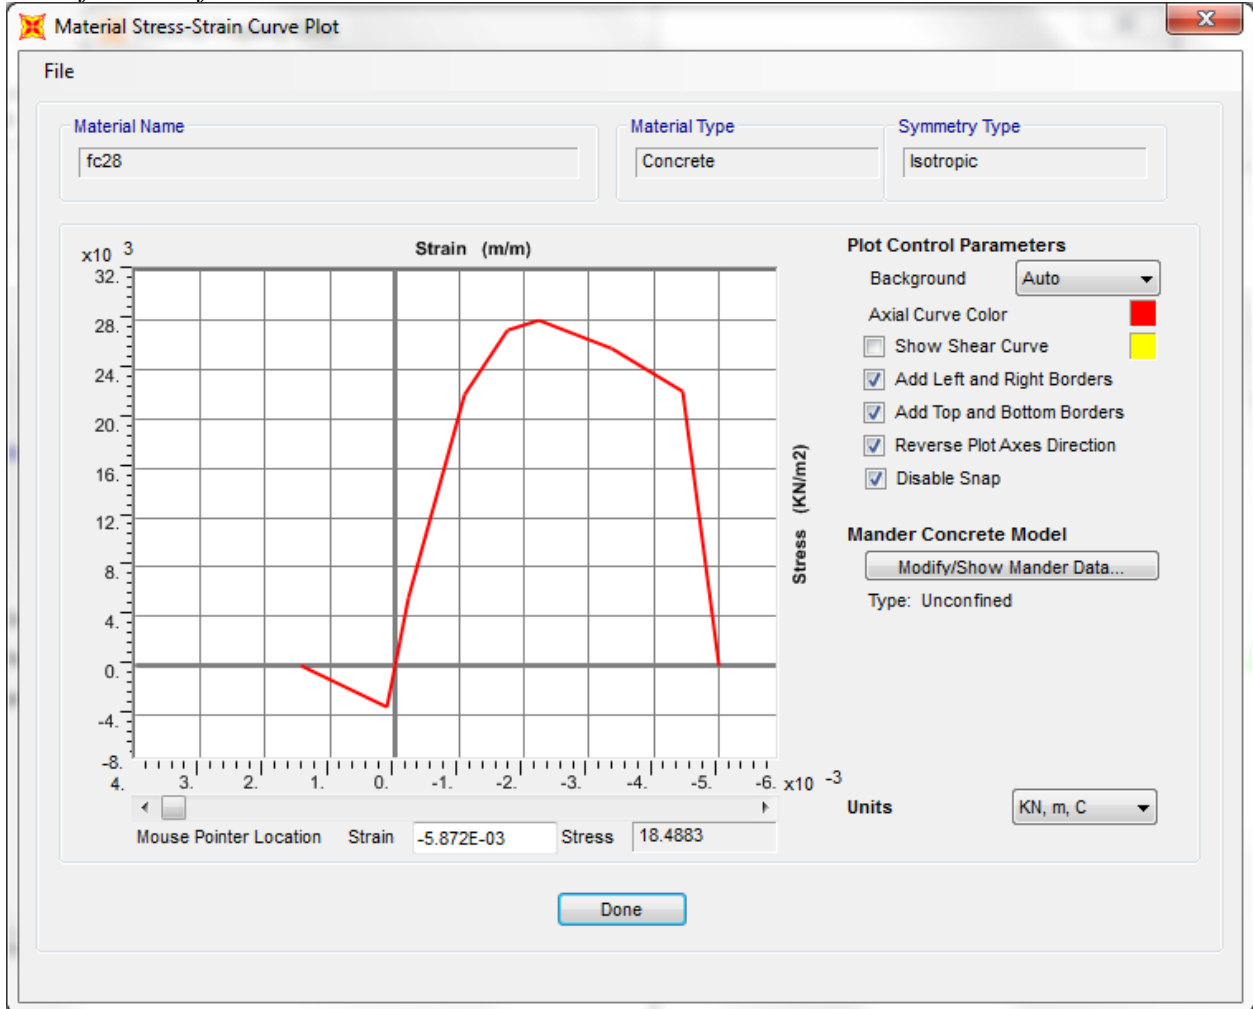 Material Stress-Strain Curve Plot
File
Material Name
fc28
Material Type
Concrete
Symmetry Type
Isotropic
x10 3
Strain (m/m)
32.
28.
24.
20.
16.
12.
8.
4.
0.
-4.
-8.
4. 3. 2. 1. 0. -1. -2. -3. -4. -5. -6. x10 -3
Stress (KN/m2)
Mouse Pointer Location Strain -5.872E-03 Stress 18.4883
Plot Control Parameters
Background Auto
Axial Curve Color
Show Shear Curve
Add Left and Right Borders
Add Top and Bottom Borders
Reverse Plot Axes Direction
Disable Snap
Mander Concrete Model
Modify/Show Mander Data...
Type: Unconfined
Units KN, m, C
Done